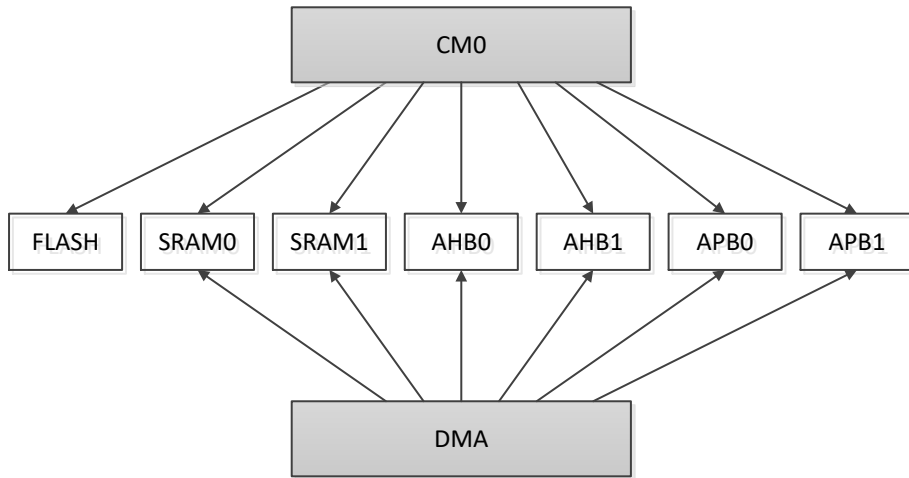 CM0
FLASH
SRAM0
SRAM1
AHB0
AHB1
APB0
APB1
DMA